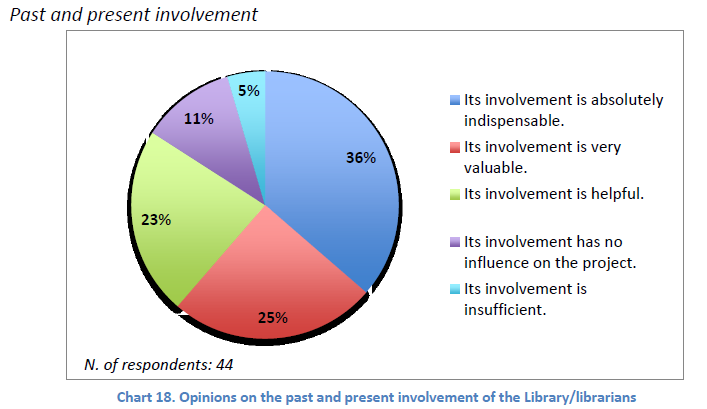 Past and present involvement
5%
11%
36%
23%
25%
Its involvement is absolutely
indispensable.
Its involvement is very
valuable.
Its involvement is helpful.
Its involvement has no
influence on the project.
Its involvement is
insufficient.
N. of respondents: 44
Chart 18. Opinions on the past and present involvement of the Library/librarians